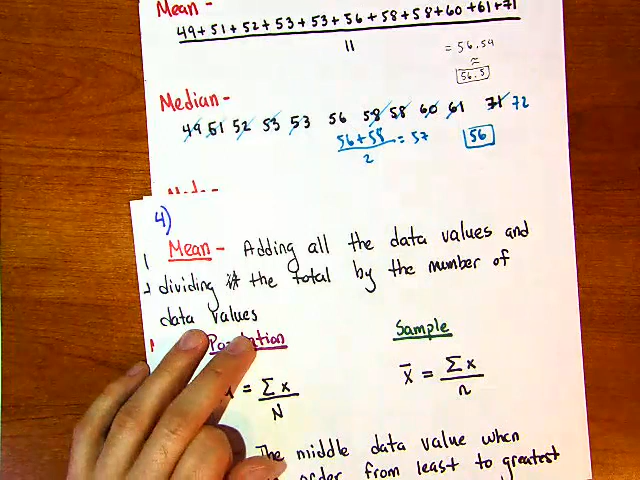 Mean -
49+51+52+53+53+56+58+58+60+61+71
11
= 56.54
≈
56.5
Median -
49 51 52 53 53 56 58 58 60 61 71 72
56+58
2
= 57
56
4)
Mean - Adding all the data values and
dividing the total by the number of
data values
Sample
= Σx
N
x̄ = Σx
n
The middle data value when
order from least to greatest